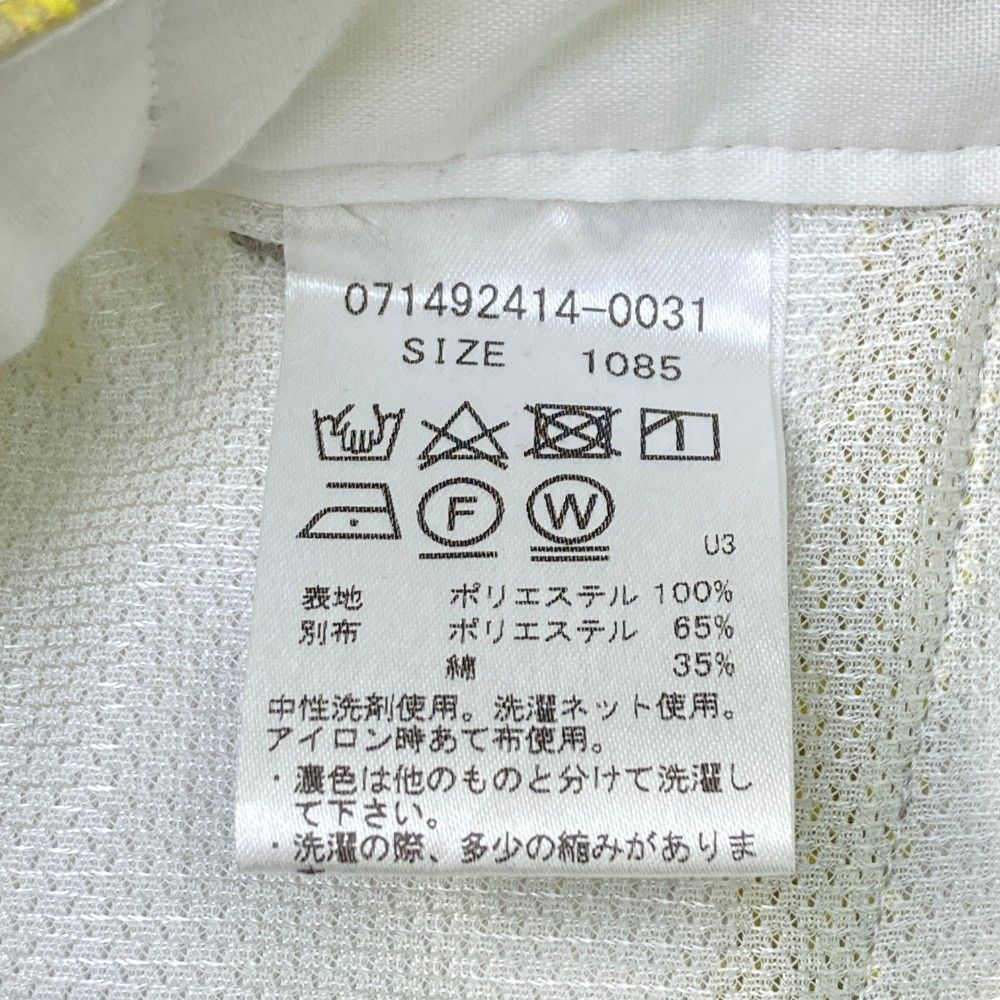 071492414-0031
SIZE 1085
F W
U3
表地 ポリエステル 100%
別布 ポリエステル 65%
綿 35%
中性洗剤使用。洗濯ネット使用。
アイロン時あて布使用。
・濃色は他のものと分けて洗濯し
て下さい。
・洗濯の際、多少の縮みがありま